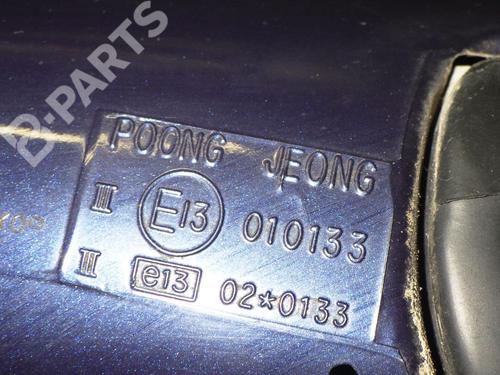 B-PARTS
POONG JEONG
III E13 010133
III e13 02*0133